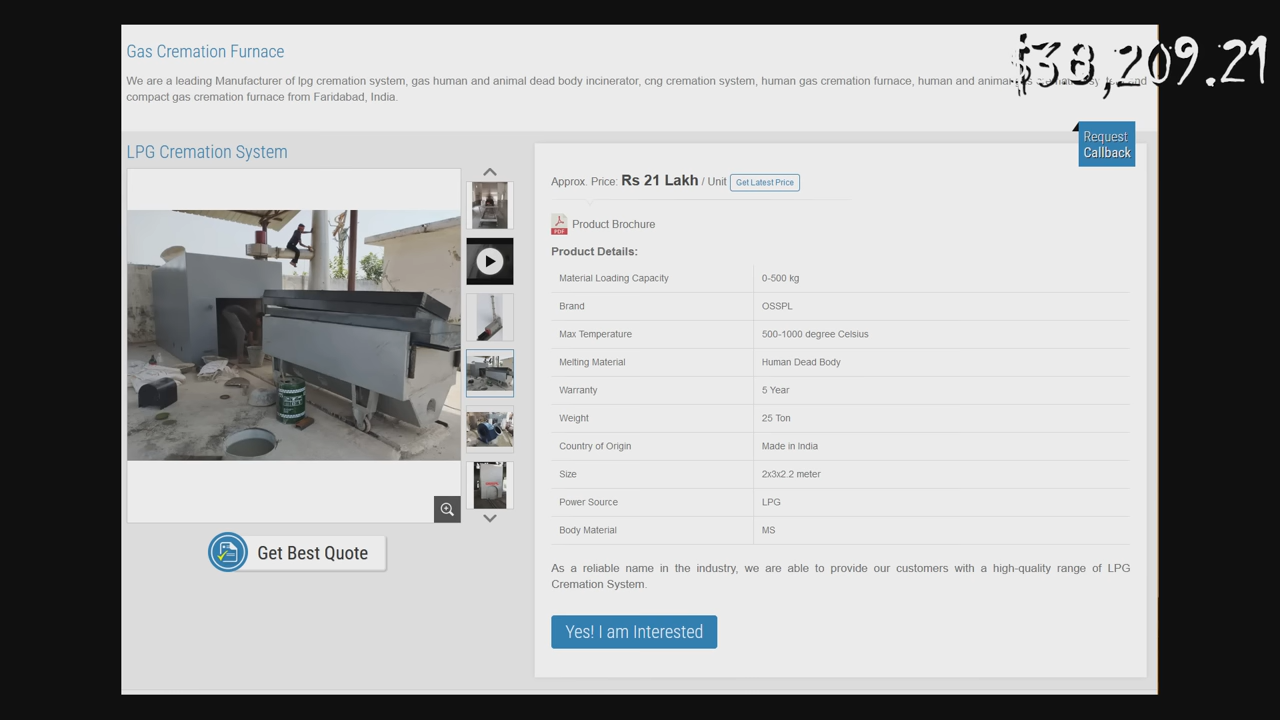 $38,209.21
Gas Cremation Furnace
We are a leading Manufacturer of lpg cremation system, gas human and animal dead body incinerator, cng cremation system, human gas cremation furnace, human and animal and
compact gas cremation furnace from Faridabad, India.
Request
Callback
LPG Cremation System
Approx. Price: Rs 21 Lakh / Unit Get Latest Price
PDF Product Brochure
Product Details:
Material Loading Capacity 0-500 kg
Brand OSSPL
Max Temperature 500-1000 degree Celsius
Melting Material Human Dead Body
Warranty 5 Year
Weight 25 Ton
Country of Origin Made in India
Size 2x3x2.2 meter
Power Source LPG
Body Material MS
Get Best Quote
As a reliable name in the industry, we are able to provide our customers with a high-quality range of LPG
Cremation System.
Yes! I am Interested